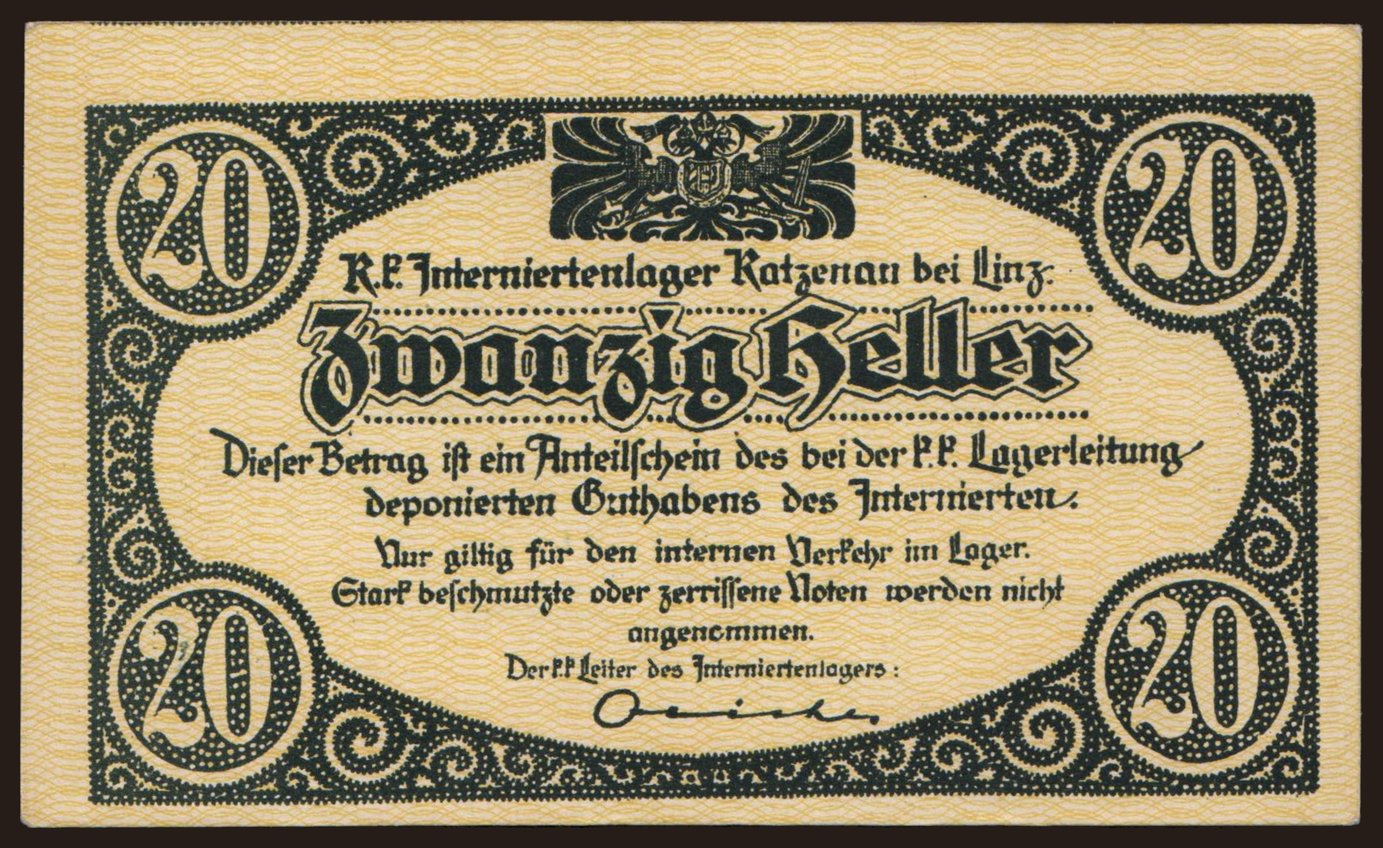 20 20
K.k. Interniertenlager Katzenau bei Linz.
Zwanzig Heller
Dieser Betrag ist ein Anteilschein des bei der k.k. Lagerleitung
deponierten Guthabens des Internierten.
Nur giltig für den internen Verkehr im Lager.
Stark beschmutzte oder zerrissene Noten werden nicht
angenommen.
Der k.k. Leiter des Interniertenlagers:
20 20